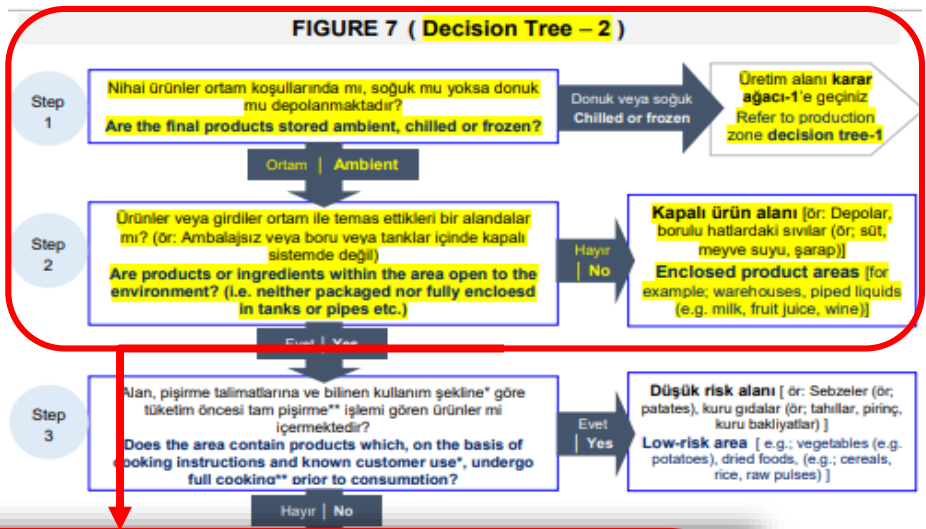 FIGURE 7 ( Decision Tree – 2 )
Step
1
Nihai ürünler ortam koşullarında mı, soğuk mu yoksa donuk
mu depolanmaktadır?
Are the final products stored ambient, chilled or frozen?
Donuk veya soğuk
Chilled or frozen
Üretim alanı karar
ağacı-1'e geçiniz
Refer to production
zone decision tree-1
Ortam | Ambient
Step
2
Ürünler veya girdiler ortam ile temas ettikleri bir alandalar
mı? (ör: Ambalajsız veya boru veya tanklar içinde kapalı
sistemde değil)
Are products or ingredients within the area open to the
environment? (i.e. neither packaged nor fully encloesd
in tanks or pipes etc.)
Hayır
| No
Kapalı ürün alanı [ör: Depolar,
borulu hatlardaki sıvılar (ör; süt,
meyve suyu, şarap)]
Enclosed product areas [for
example; warehouses, piped liquids
(e.g. milk, fruit juice, wine)]
Evet | Yes
Step
3
Alan, pişirme talimatlarına ve bilinen kullanım şekline* göre
tüketim öncesi tam pişirme** işlemi gören ürünler mi
içermektedir?
Does the area contain products which, on the basis of
cooking instructions and known customer use*, undergo
full cooking** prior to consumption?
Evet
| Yes
Düşük risk alanı [ ör: Sebzeler (ör;
patates), kuru gıdalar (ör; tahıllar, pirinç,
kuru bakliyatlar) ]
Low-risk area [ e.g.; vegetables (e.g.
potatoes), dried foods, (e.g.; cereals,
rice, raw pulses) ]
Hayır | No